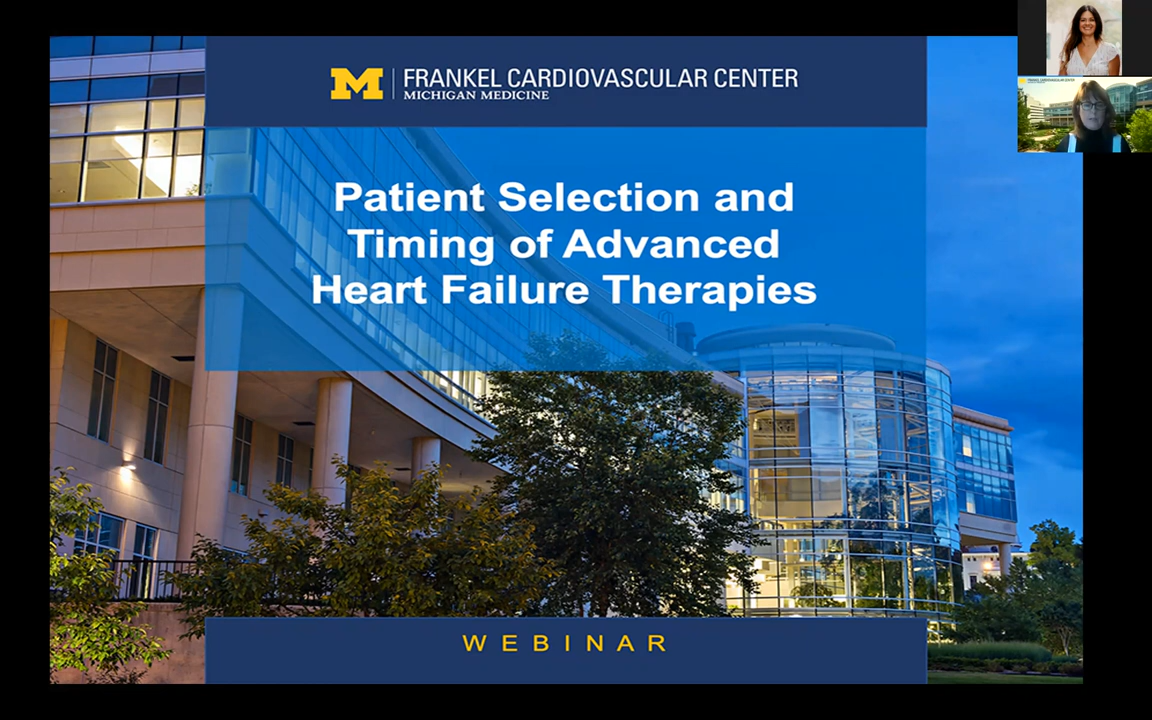 M FRANKEL CARDIOVASCULAR CENTER
MICHIGAN MEDICINE
Patient Selection and
Timing of Advanced
Heart Failure Therapies
WEBINAR